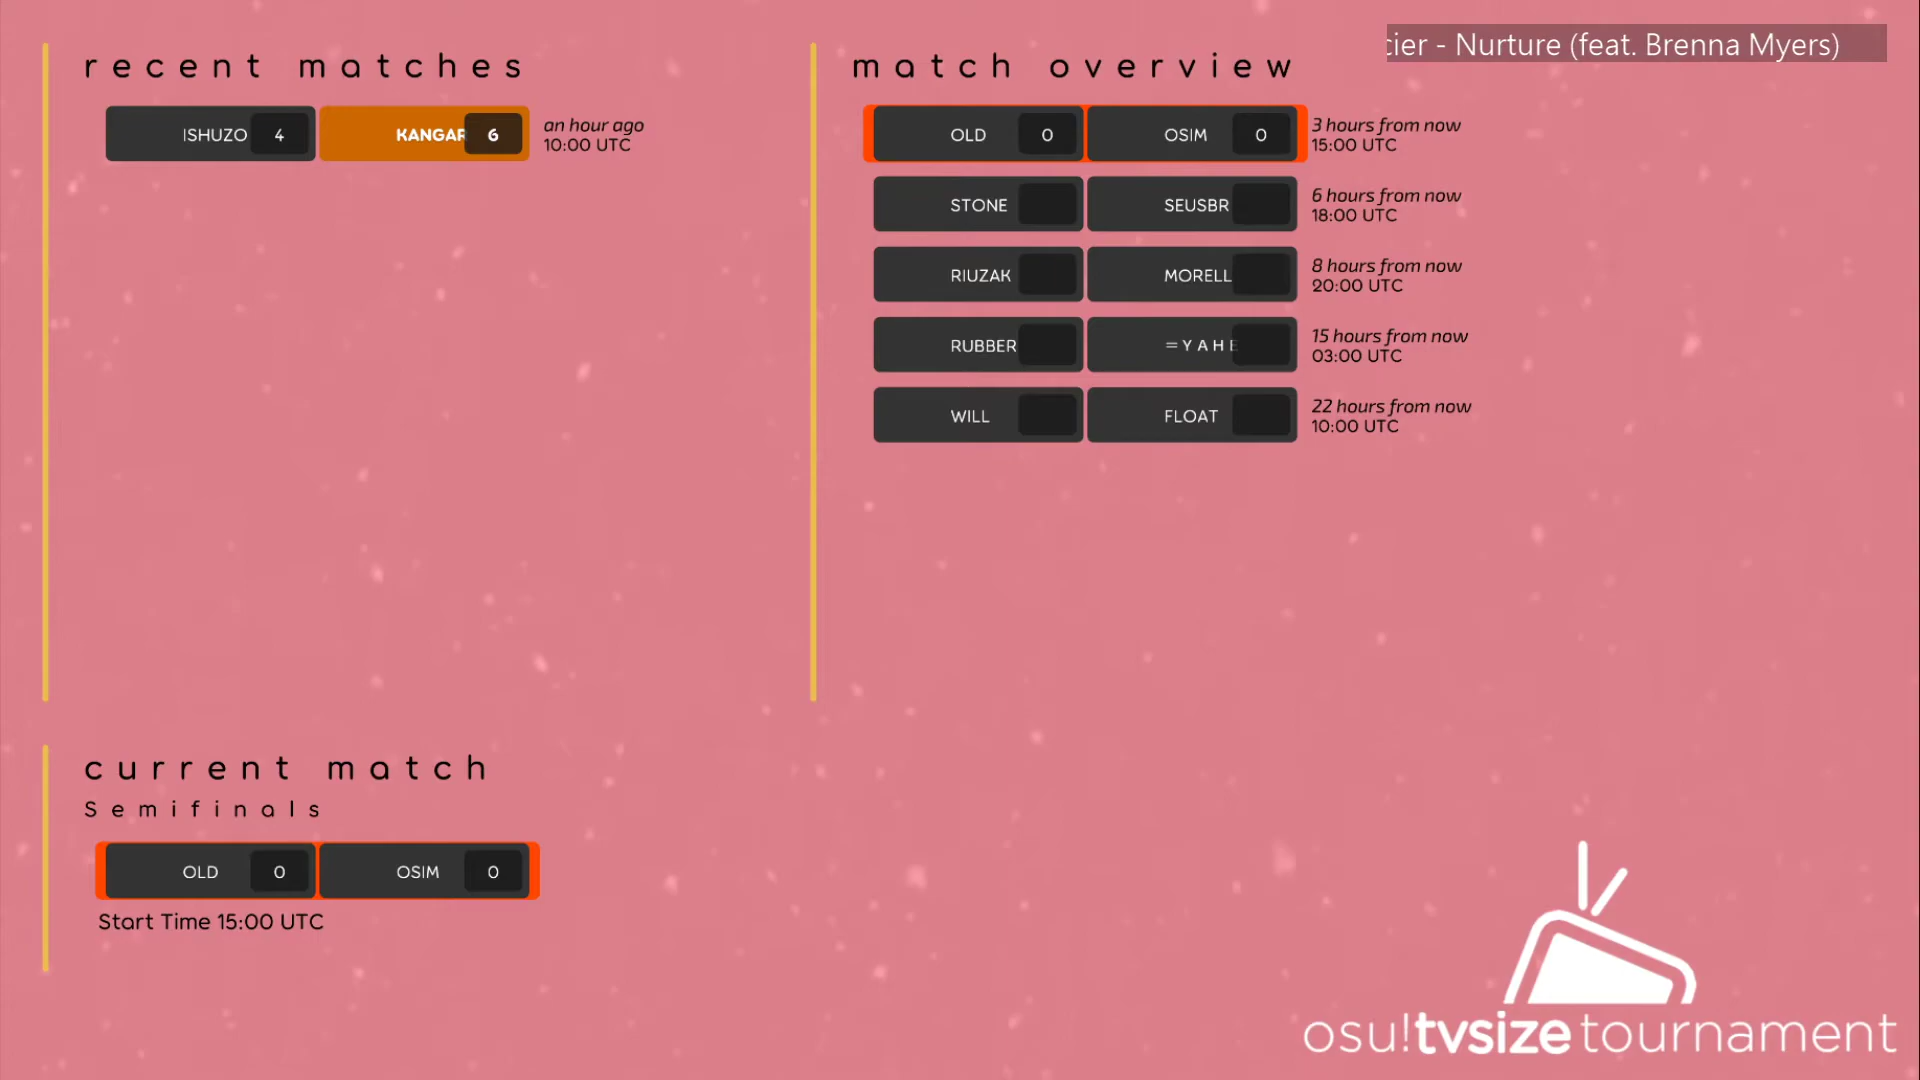 recent matches
ISHUZO 4 KANGAR 6
an hour ago
10:00 UTC
match overview
OLD 0 OSIM 0
3 hours from now
15:00 UTC
STONE SEUSBR
6 hours from now
18:00 UTC
RIUZAK MORELL
8 hours from now
20:00 UTC
RUBBER =YAHE
15 hours from now
03:00 UTC
WILL FLOAT
22 hours from now
10:00 UTC
cier - Nurture (feat. Brenna Myers)
current match
Semifinals
OLD 0 OSIM 0
Start Time 15:00 UTC
osu!tvsizetournament